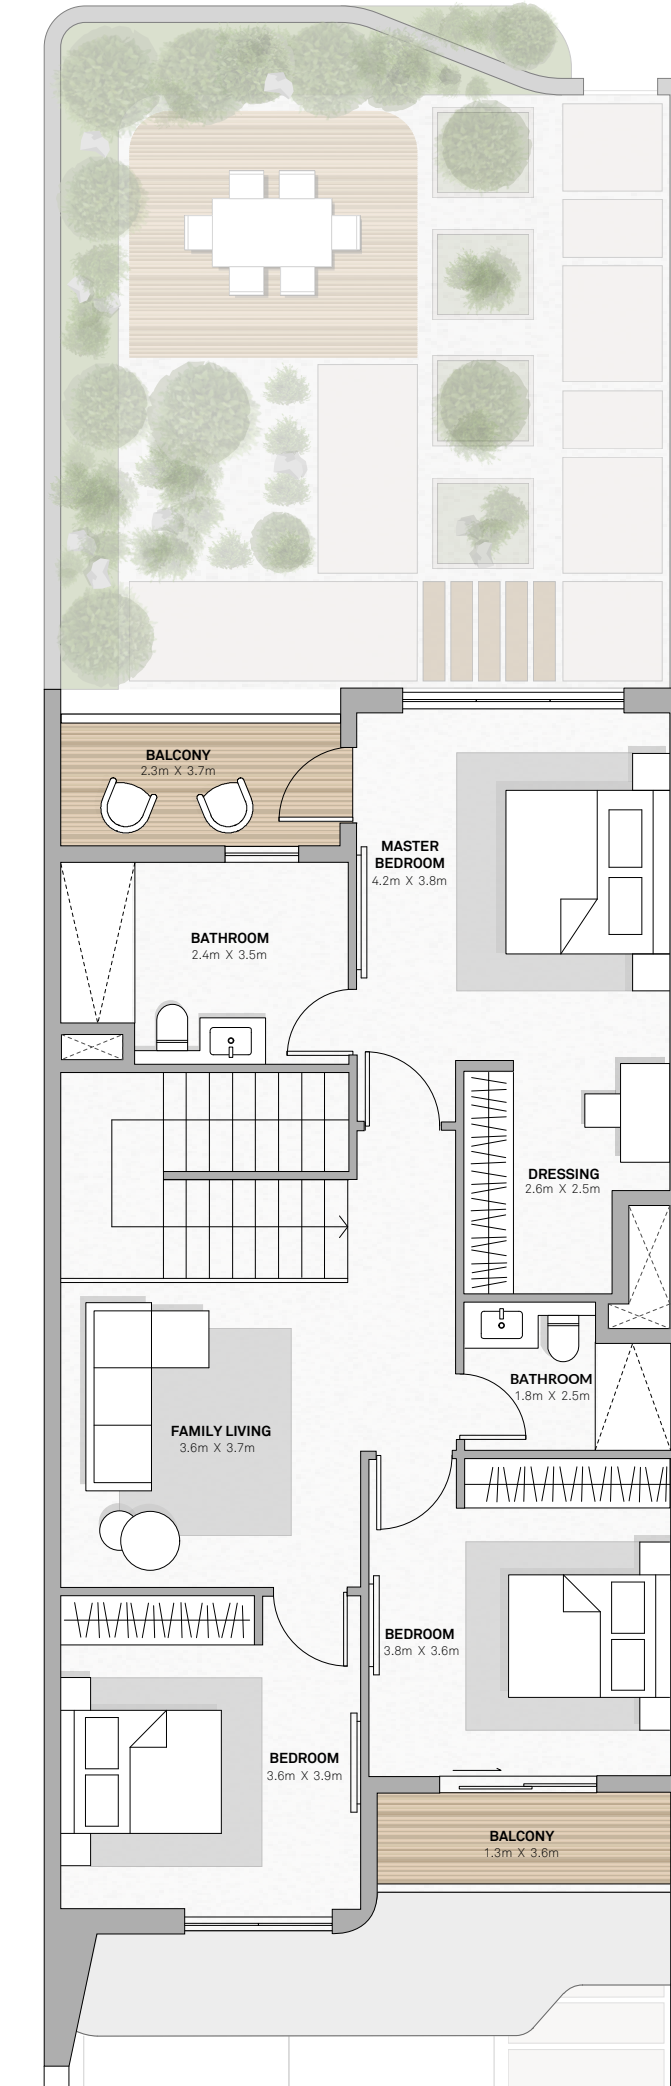 BALCONY
2.3m X 3.7m
MASTER
BEDROOM
4.2m X 3.8m
BATHROOM
2.4m X 3.5m
DRESSING
2.6m X 2.5m
BATHROOM
1.8m X 2.5m
FAMILY LIVING
3.6m X 3.7m
BEDROOM
3.8m X 3.6m
BEDROOM
3.6m X 3.9m
BALCONY
1.3m X 3.6m